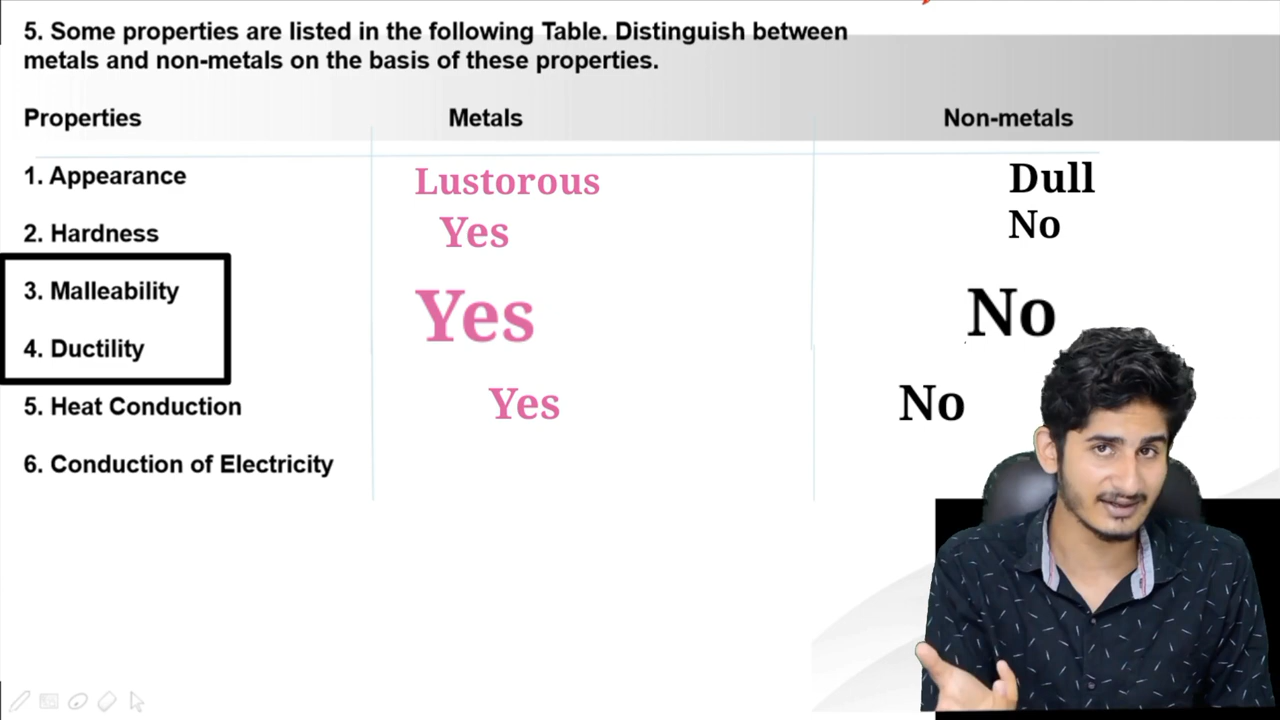 5. Some properties are listed in the following Table. Distinguish between
metals and non-metals on the basis of these properties.
Properties Metals Non-metals
1. Appearance Lustorous Dull
2. Hardness Yes No
3. Malleability Yes No
4. Ductility
5. Heat Conduction Yes No
6. Conduction of Electricity